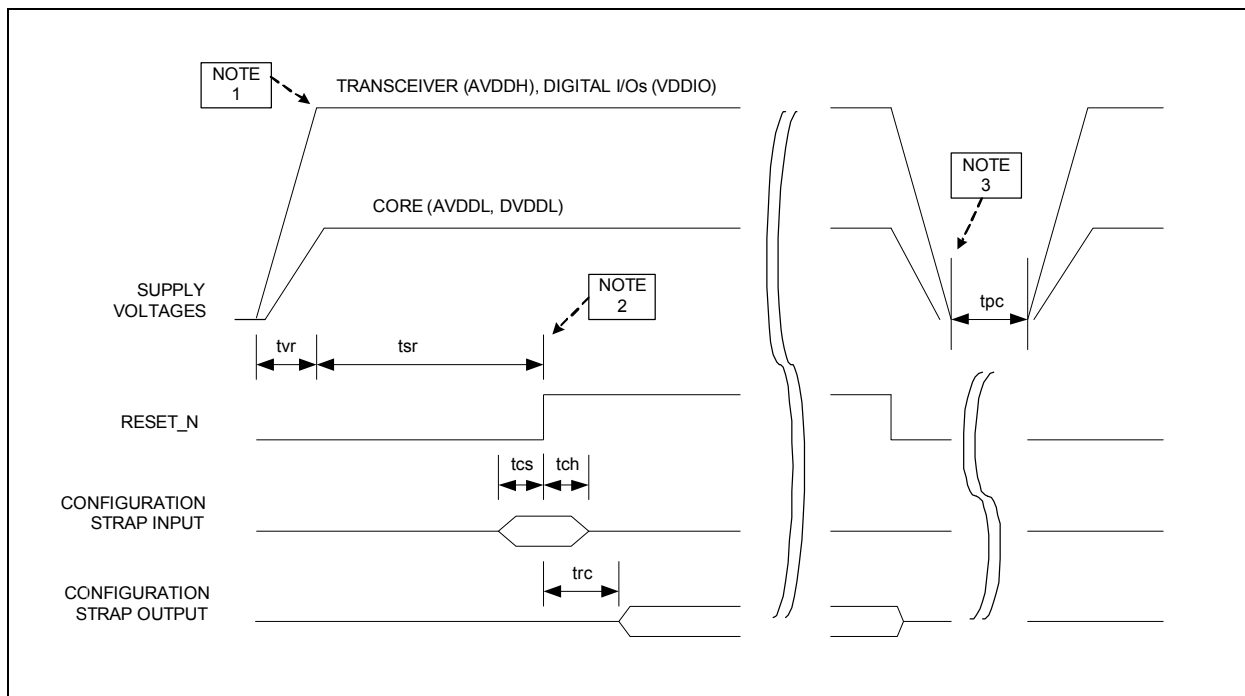 NOTE
1
TRANSCEIVER (AVDDH), DIGITAL I/Os (VDDIO)
NOTE
3
CORE (AVDDL, DVDDL)
SUPPLY
VOLTAGES
NOTE
2
tpc
tvr
tsr
RESET_N
tcs
tch
CONFIGURATION
STRAP INPUT
trc
CONFIGURATION
STRAP OUTPUT